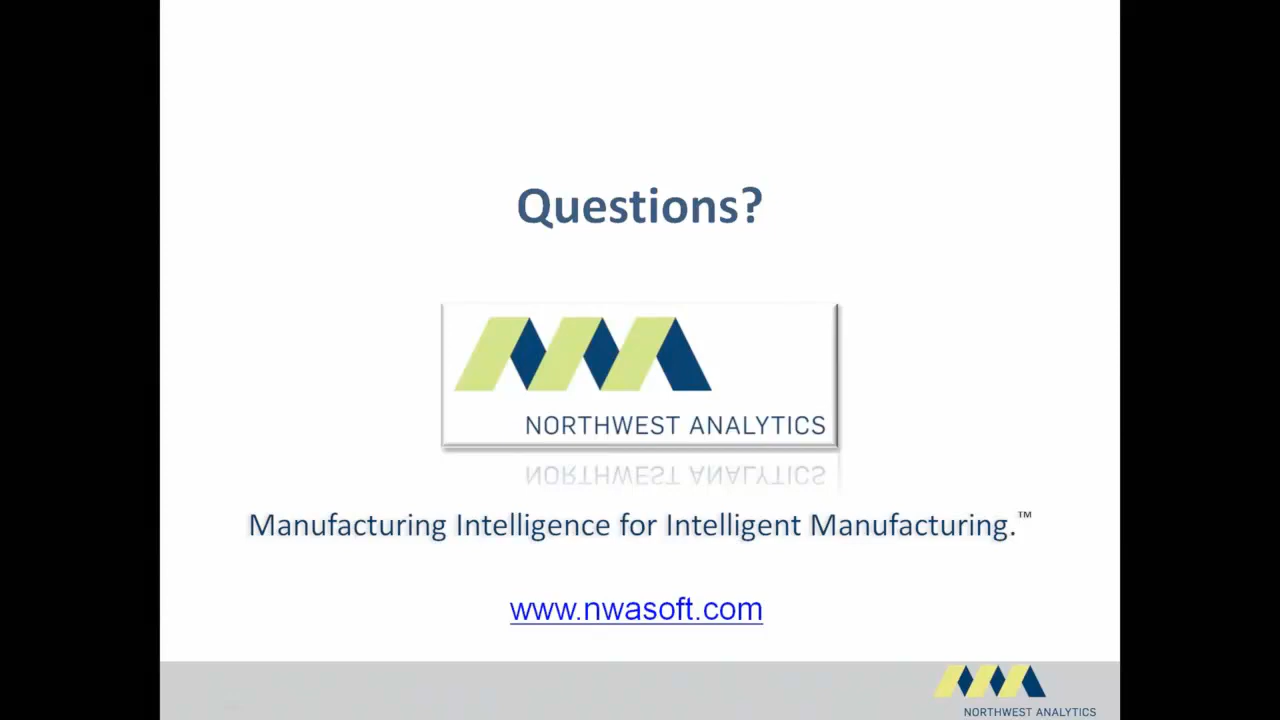 Questions?
NORTHWEST ANALYTICS
NORTHWEST ANALYTICS
Manufacturing Intelligence for Intelligent Manufacturing.™
www.nwasoft.com
NORTHWEST ANALYTICS